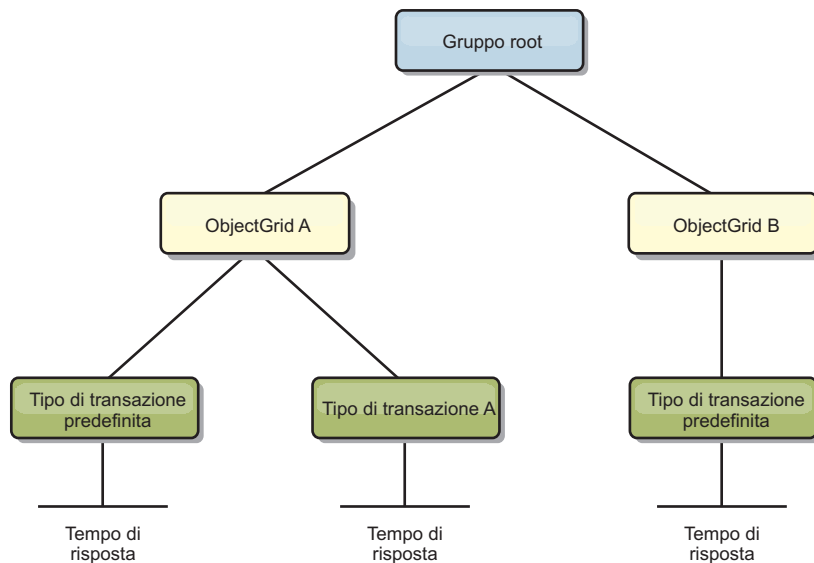 Gruppo root
ObjectGrid A
ObjectGrid B
Tipo di transazione
predefinita
Tipo di transazione A
Tipo di transazione
predefinita
Tempo di
risposta
Tempo di
risposta
Tempo di
risposta